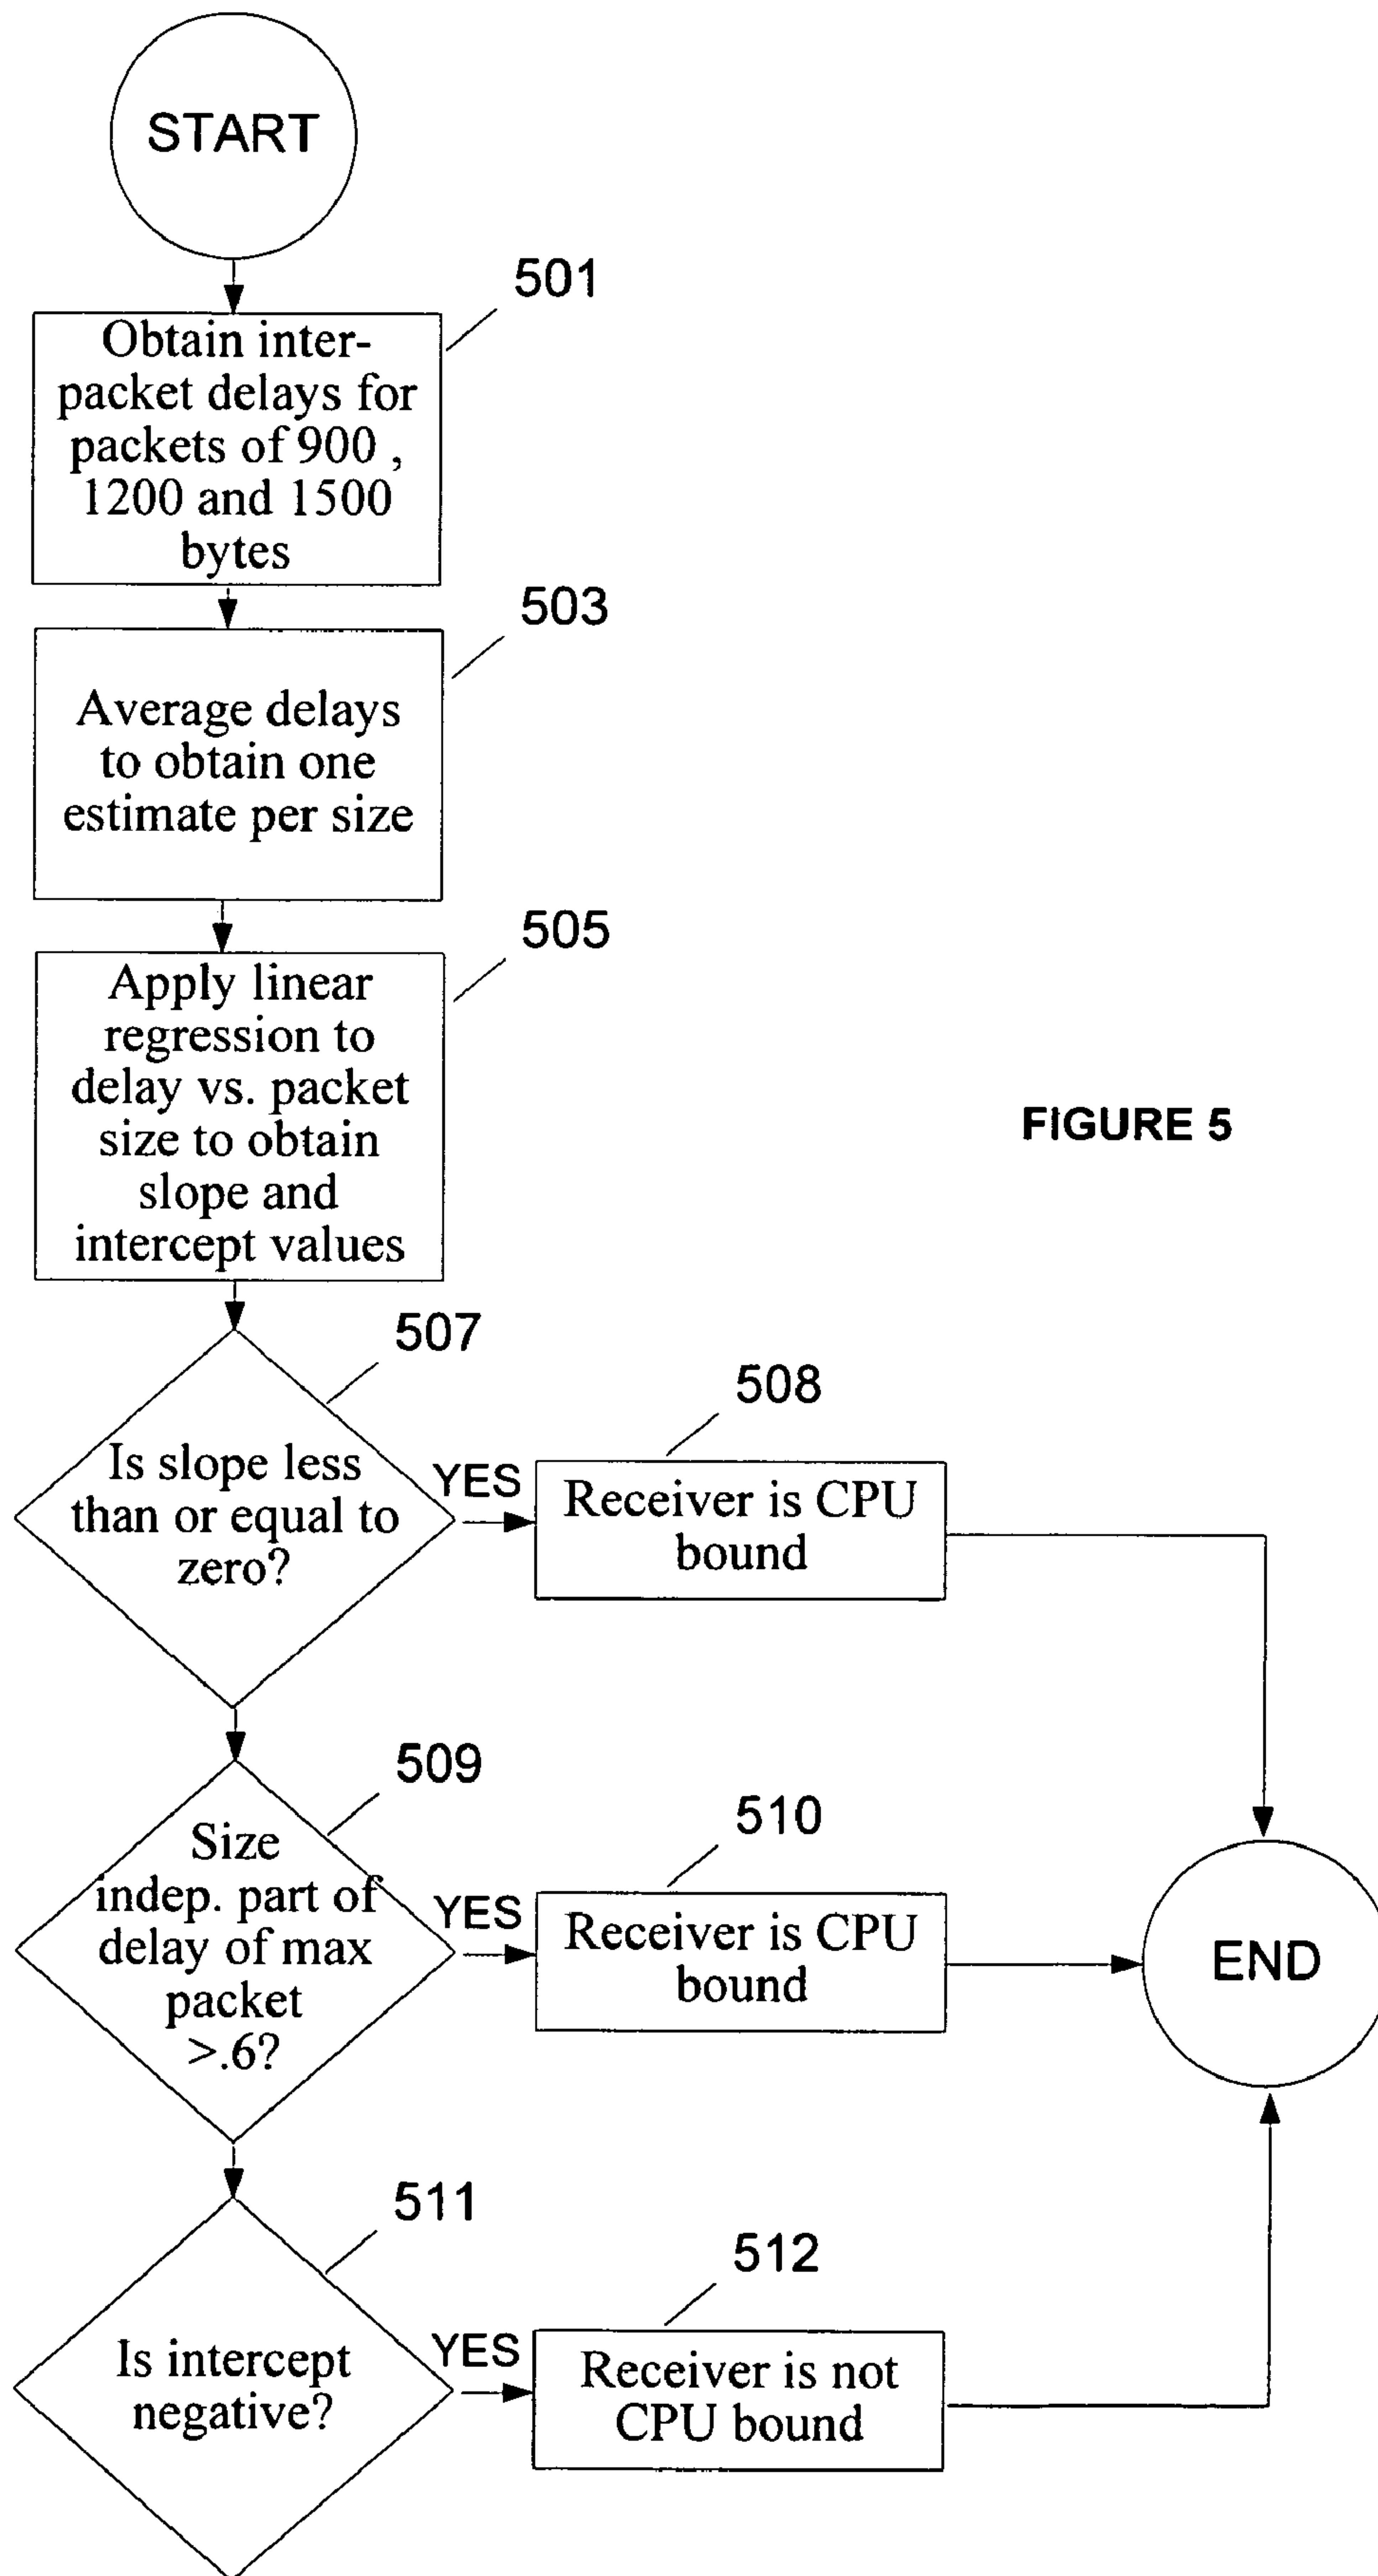 START
501
Obtain inter-
packet delays for
packets of 900 ,
1200 and 1500
bytes
503
Average delays
to obtain one
estimate per size
505
Apply linear
regression to
delay vs. packet
size to obtain
slope and
intercept values
FIGURE 5
507
Is slope less
than or equal to
zero?
YES
508
Receiver is CPU
bound
509
Size
indep. part of
delay of max
packet
>.6?
YES
510
Receiver is CPU
bound
END
511
Is intercept
negative?
YES
512
Receiver is not
CPU bound